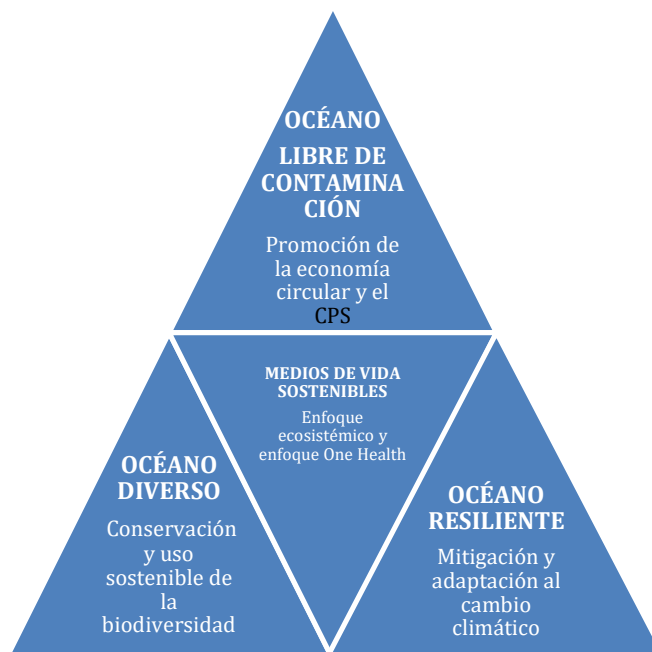 OCÉANO
LIBRE DE
CONTAMINA
CIÓN
Promoción de
la economía
circular y el
CPS
MEDIOS DE VIDA
SOSTENIBLES
Enfoque
ecosistémico y
enfoque One Health
OCÉANO
DIVERSO
Conservación
y uso
sostenible de
la
biodiversidad
OCÉANO
RESILIENTE
Mitigación y
adaptación al
cambio
climático